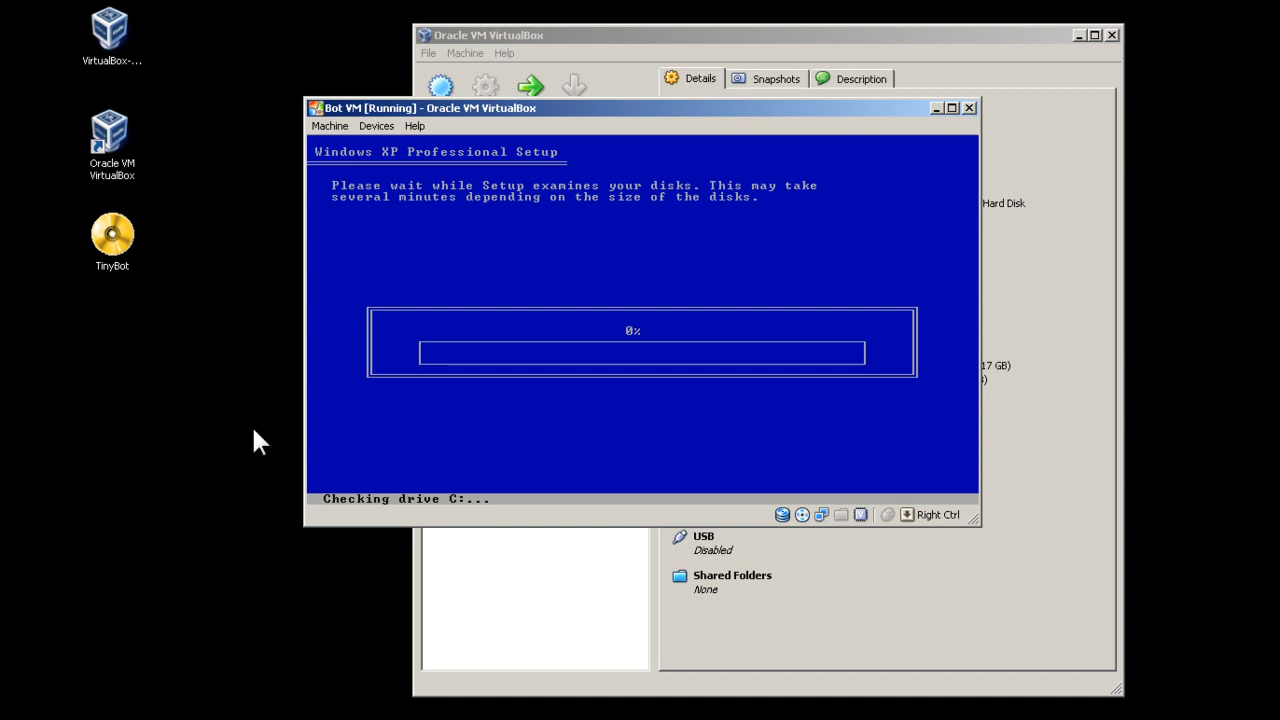 VirtualBox-...
Oracle VM
VirtualBox
TinyBot
Oracle VM VirtualBox
File Machine Help
Details Snapshots Description
Bot VM [Running] - Oracle VM VirtualBox
Machine Devices Help
Windows XP Professional Setup
Please wait while Setup examines your disks. This may take
several minutes depending on the size of the disks.
0%
Checking drive C:...
Right Ctrl
Hard Disk
17 GB)
)
USB
Disabled
Shared Folders
None